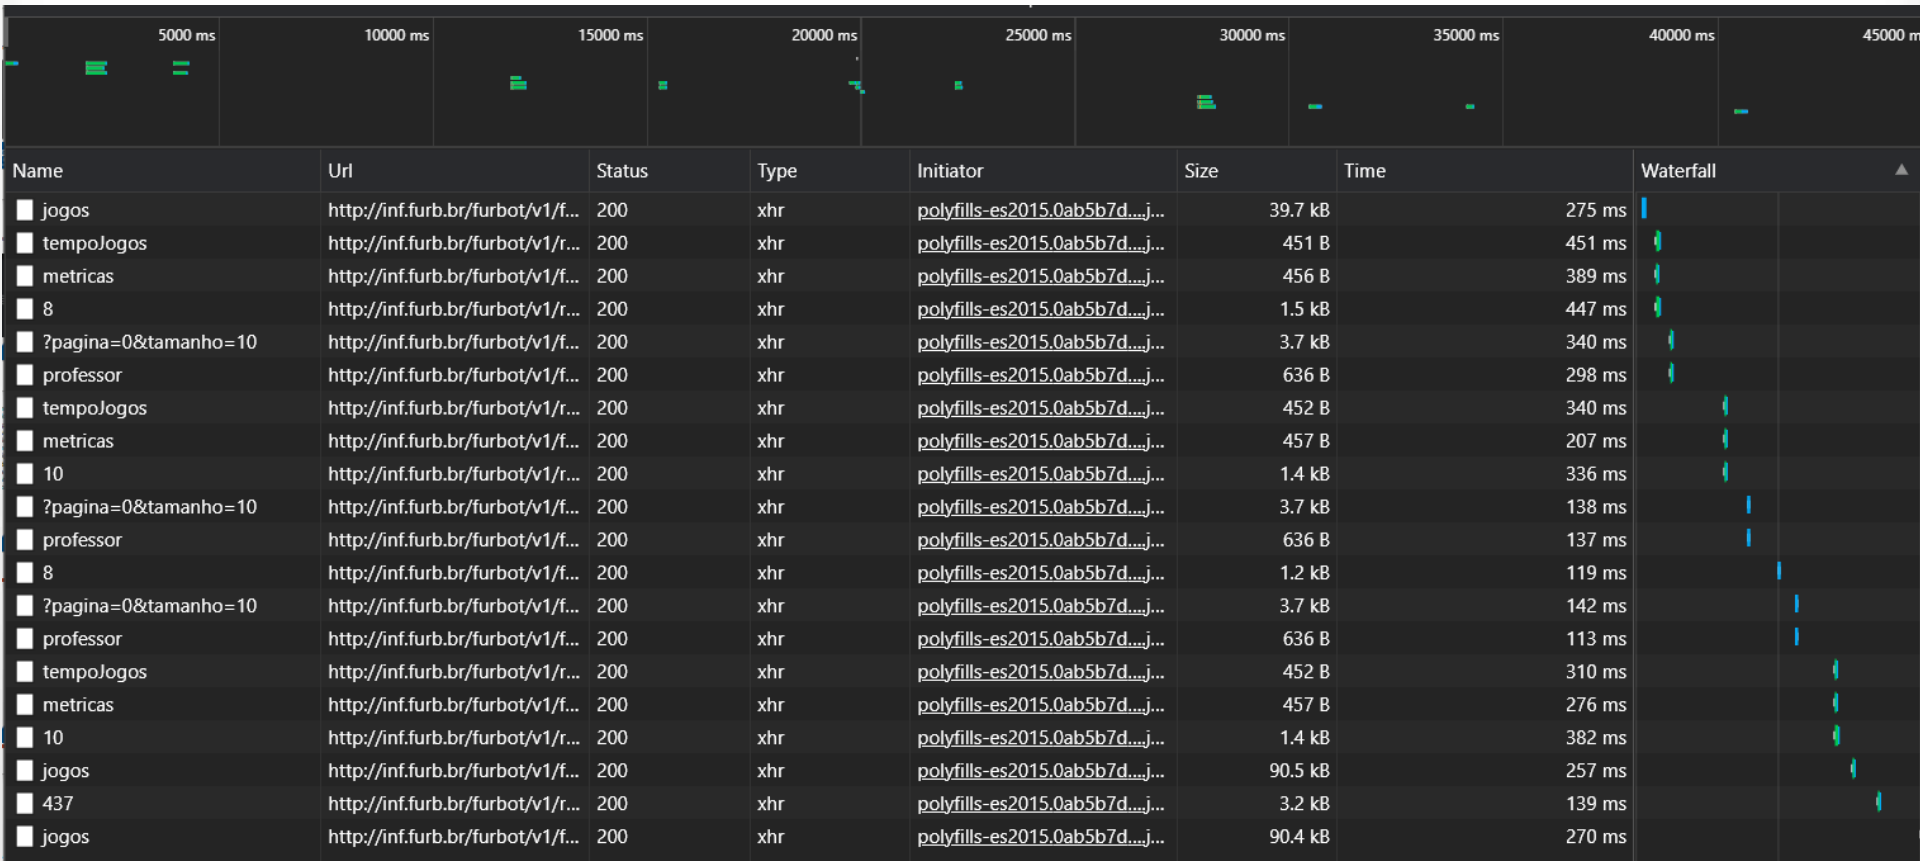 5000 ms 10000 ms 15000 ms 20000 ms 25000 ms 30000 ms 35000 ms 40000 ms 45000 m
Name Url Status Type Initiator Size Time Waterfall
jogos http://inf.furb.br/furbot/v1/f... 200 xhr polyfills-es2015.0ab5b7d....j... 39.7 kB 275 ms
tempoJogos http://inf.furb.br/furbot/v1/r... 200 xhr polyfills-es2015.0ab5b7d....j... 451 B 451 ms
metricas http://inf.furb.br/furbot/v1/f... 200 xhr polyfills-es2015.0ab5b7d....j... 456 B 389 ms
8 http://inf.furb.br/furbot/v1/r... 200 xhr polyfills-es2015.0ab5b7d....j... 1.5 kB 447 ms
?pagina=0&tamanho=10 http://inf.furb.br/furbot/v1/f... 200 xhr polyfills-es2015.0ab5b7d....j... 3.7 kB 340 ms
professor http://inf.furb.br/furbot/v1/f... 200 xhr polyfills-es2015.0ab5b7d....j... 636 B 298 ms
tempoJogos http://inf.furb.br/furbot/v1/r... 200 xhr polyfills-es2015.0ab5b7d....j... 452 B 340 ms
metricas http://inf.furb.br/furbot/v1/f... 200 xhr polyfills-es2015.0ab5b7d....j... 457 B 207 ms
10 http://inf.furb.br/furbot/v1/r... 200 xhr polyfills-es2015.0ab5b7d....j... 1.4 kB 336 ms
?pagina=0&tamanho=10 http://inf.furb.br/furbot/v1/f... 200 xhr polyfills-es2015.0ab5b7d....j... 3.7 kB 138 ms
professor http://inf.furb.br/furbot/v1/f... 200 xhr polyfills-es2015.0ab5b7d....j... 636 B 137 ms
8 http://inf.furb.br/furbot/v1/f... 200 xhr polyfills-es2015.0ab5b7d....j... 1.2 kB 119 ms
?pagina=0&tamanho=10 http://inf.furb.br/furbot/v1/f... 200 xhr polyfills-es2015.0ab5b7d....j... 3.7 kB 142 ms
professor http://inf.furb.br/furbot/v1/f... 200 xhr polyfills-es2015.0ab5b7d....j... 636 B 113 ms
tempoJogos http://inf.furb.br/furbot/v1/r... 200 xhr polyfills-es2015.0ab5b7d....j... 452 B 310 ms
metricas http://inf.furb.br/furbot/v1/f... 200 xhr polyfills-es2015.0ab5b7d....j... 457 B 276 ms
10 http://inf.furb.br/furbot/v1/r... 200 xhr polyfills-es2015.0ab5b7d....j... 1.4 kB 382 ms
jogos http://inf.furb.br/furbot/v1/f... 200 xhr polyfills-es2015.0ab5b7d....j... 90.5 kB 257 ms
437 http://inf.furb.br/furbot/v1/r... 200 xhr polyfills-es2015.0ab5b7d....j... 3.2 kB 139 ms
jogos http://inf.furb.br/furbot/v1/f... 200 xhr polyfills-es2015.0ab5b7d....j... 90.4 kB 270 ms